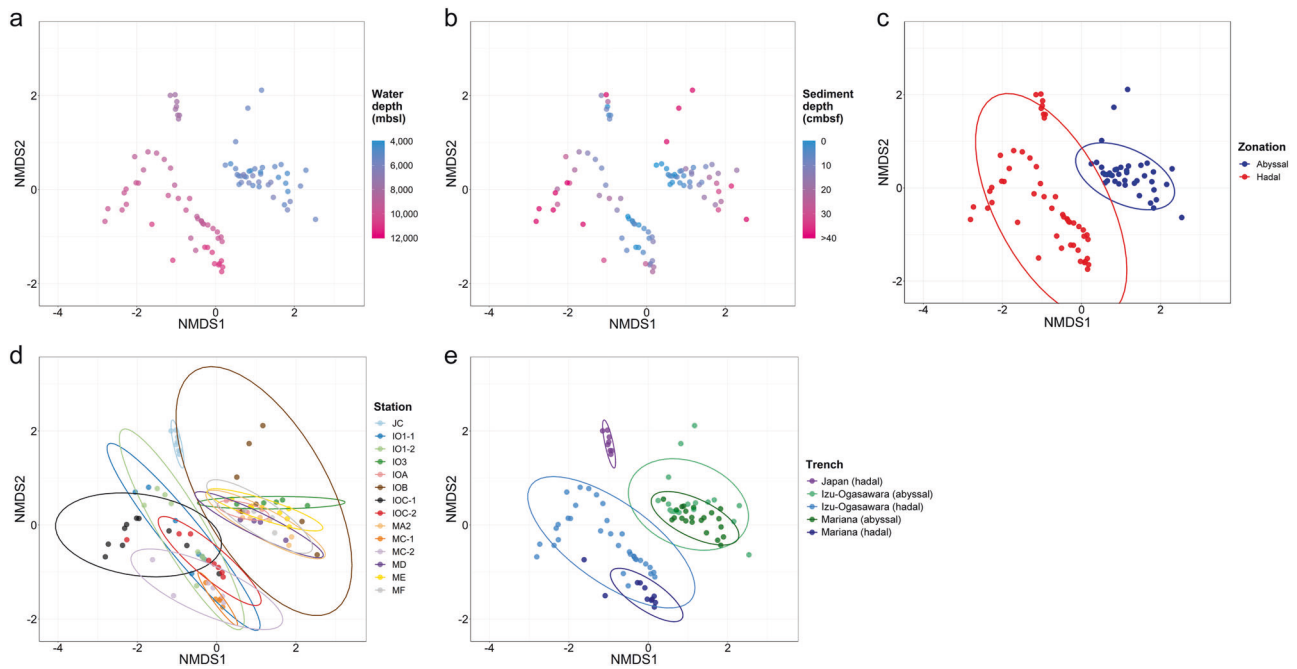 a
NMDS2
2
0
-2
-4
-2
0
2
NMDS1
Water
depth
(mbsl)
4,000
6,000
8,000
10,000
12,000
b
NMDS2
2
0
-2
-4
-2
0
2
NMDS1
Sediment
depth
(cmbsf)
0
10
20
30
>40
c
NMDS2
2
0
-2
-4
-2
0
2
NMDS1
Zonation
Abyssal
Hadal
d
NMDS2
2
0
-2
-4
-2
0
2
NMDS1
Station
JC
IO1-1
IO1-2
IO3
IOA
IOB
IOC-1
IOC-2
MA2
MC-1
MC-2
MD
ME
MF
e
NMDS2
2
0
-2
-4
-2
0
2
NMDS1
Trench
Japan (hadal)
Izu-Ogasawara (abyssal)
Izu-Ogasawara (hadal)
Mariana (abyssal)
Mariana (hadal)